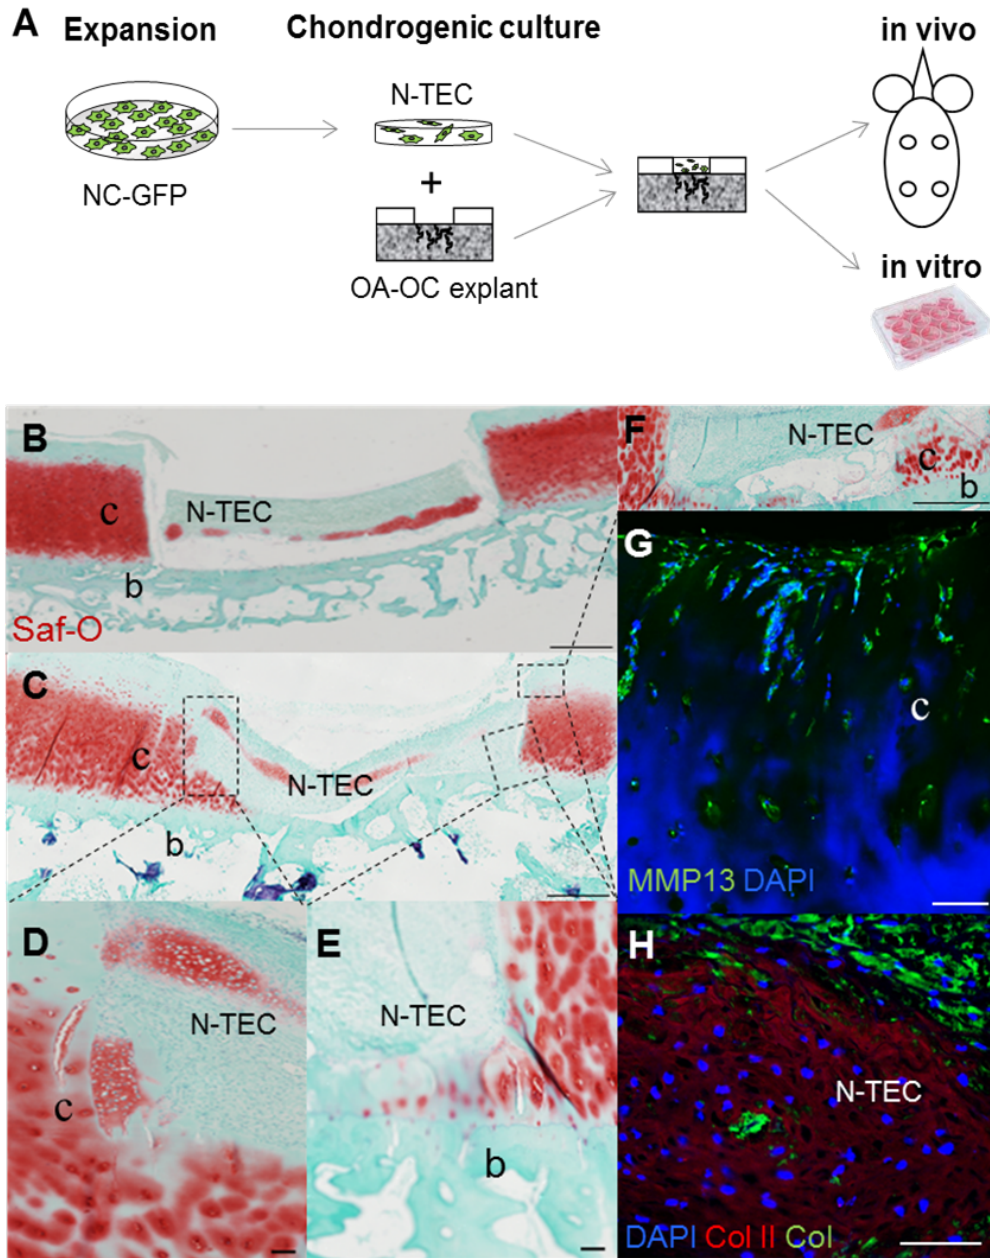 A
Expansion
Chondrogenic culture
in vivo
N-TEC
+
NC-GFP
OA-OC explant
in vitro
B
N-TEC
c
b
Saf-O
F
N-TEC
c
b
G
c
MMP13 DAPI
C
c
N-TEC
b
D
N-TEC
c
E
N-TEC
b
H
N-TEC
DAPI Col II Col